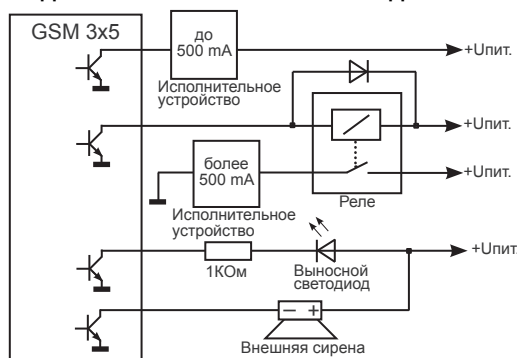 GSM 3x5
до
500 mA
+Uпит.
Исполнительное
устройство
+Uпит.
более
500 mA
+Uпит.
Реле
Исполнительное
устройство
+Uпит.
1КОм
Выносной
светодиод
− +
Внешняя сирена